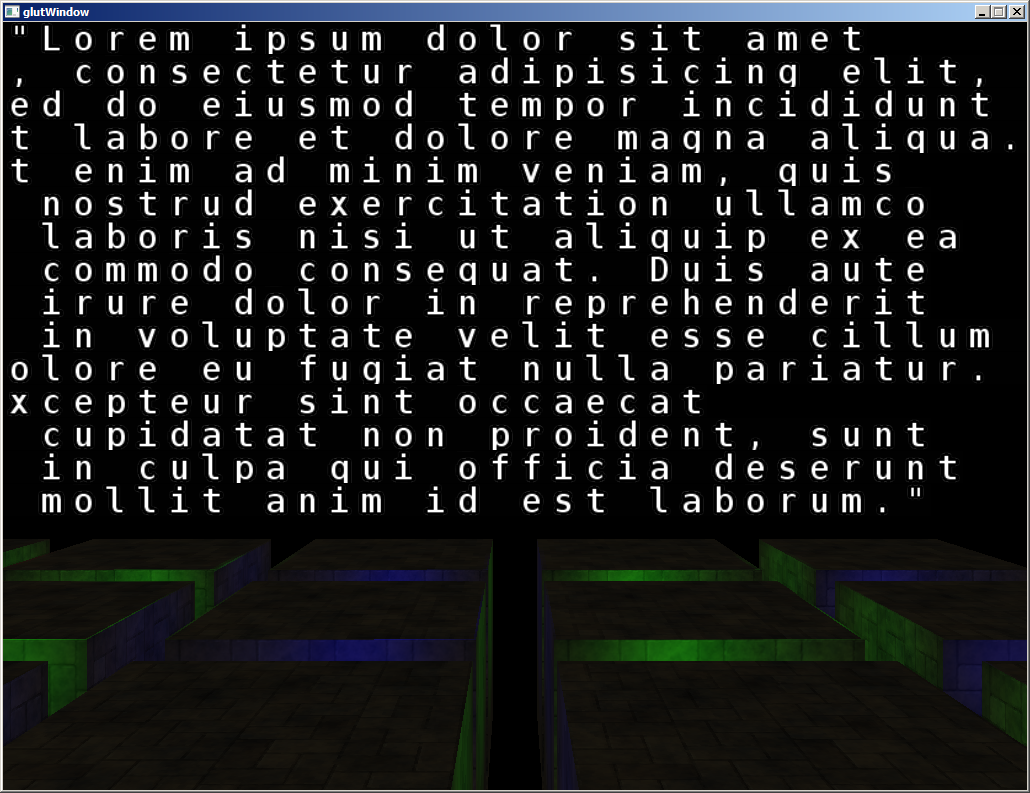 glutWindow
"Lorem ipsum dolor sit amet
, consectetur adipisicing elit,
ed do eiusmod tempor incididunt
t labore et dolore magna aliqua.
t enim ad minim veniam, quis
nostrud exercitation ullamco
laboris nisi ut aliquip ex ea
commodo consequat. Duis aute
irure dolor in reprehenderit
in voluptate velit esse cillum
olore eu fugiat nulla pariatur.
xcepteur sint occaecat
cupidatat non proident, sunt
in culpa qui officia deserunt
mollit anim id est laborum."